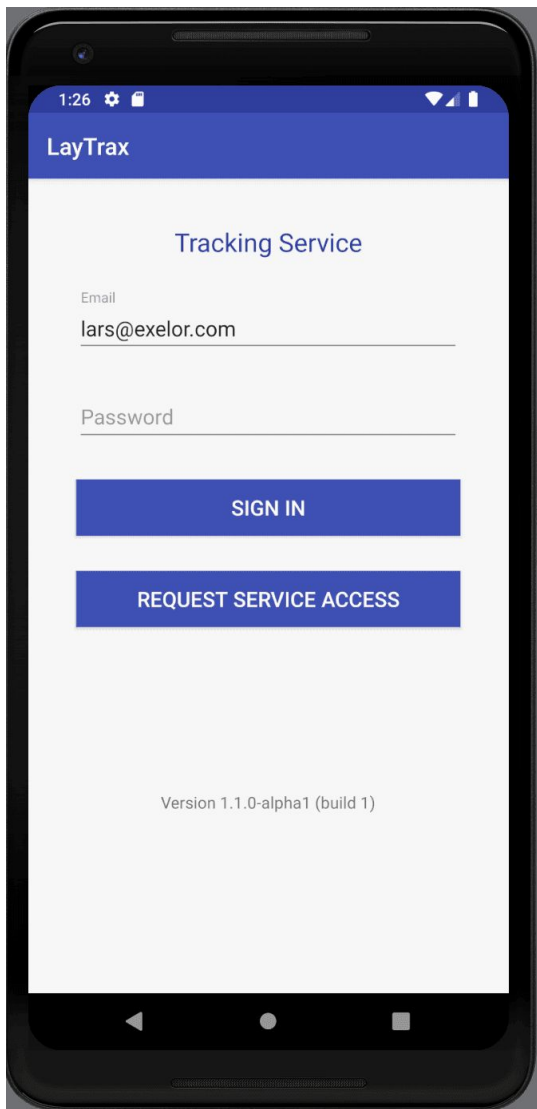 1:26
LayTrax
Tracking Service
Email
lars@exelor.com
Password
SIGN IN
REQUEST SERVICE ACCESS
Version 1.1.0-alpha1 (build 1)